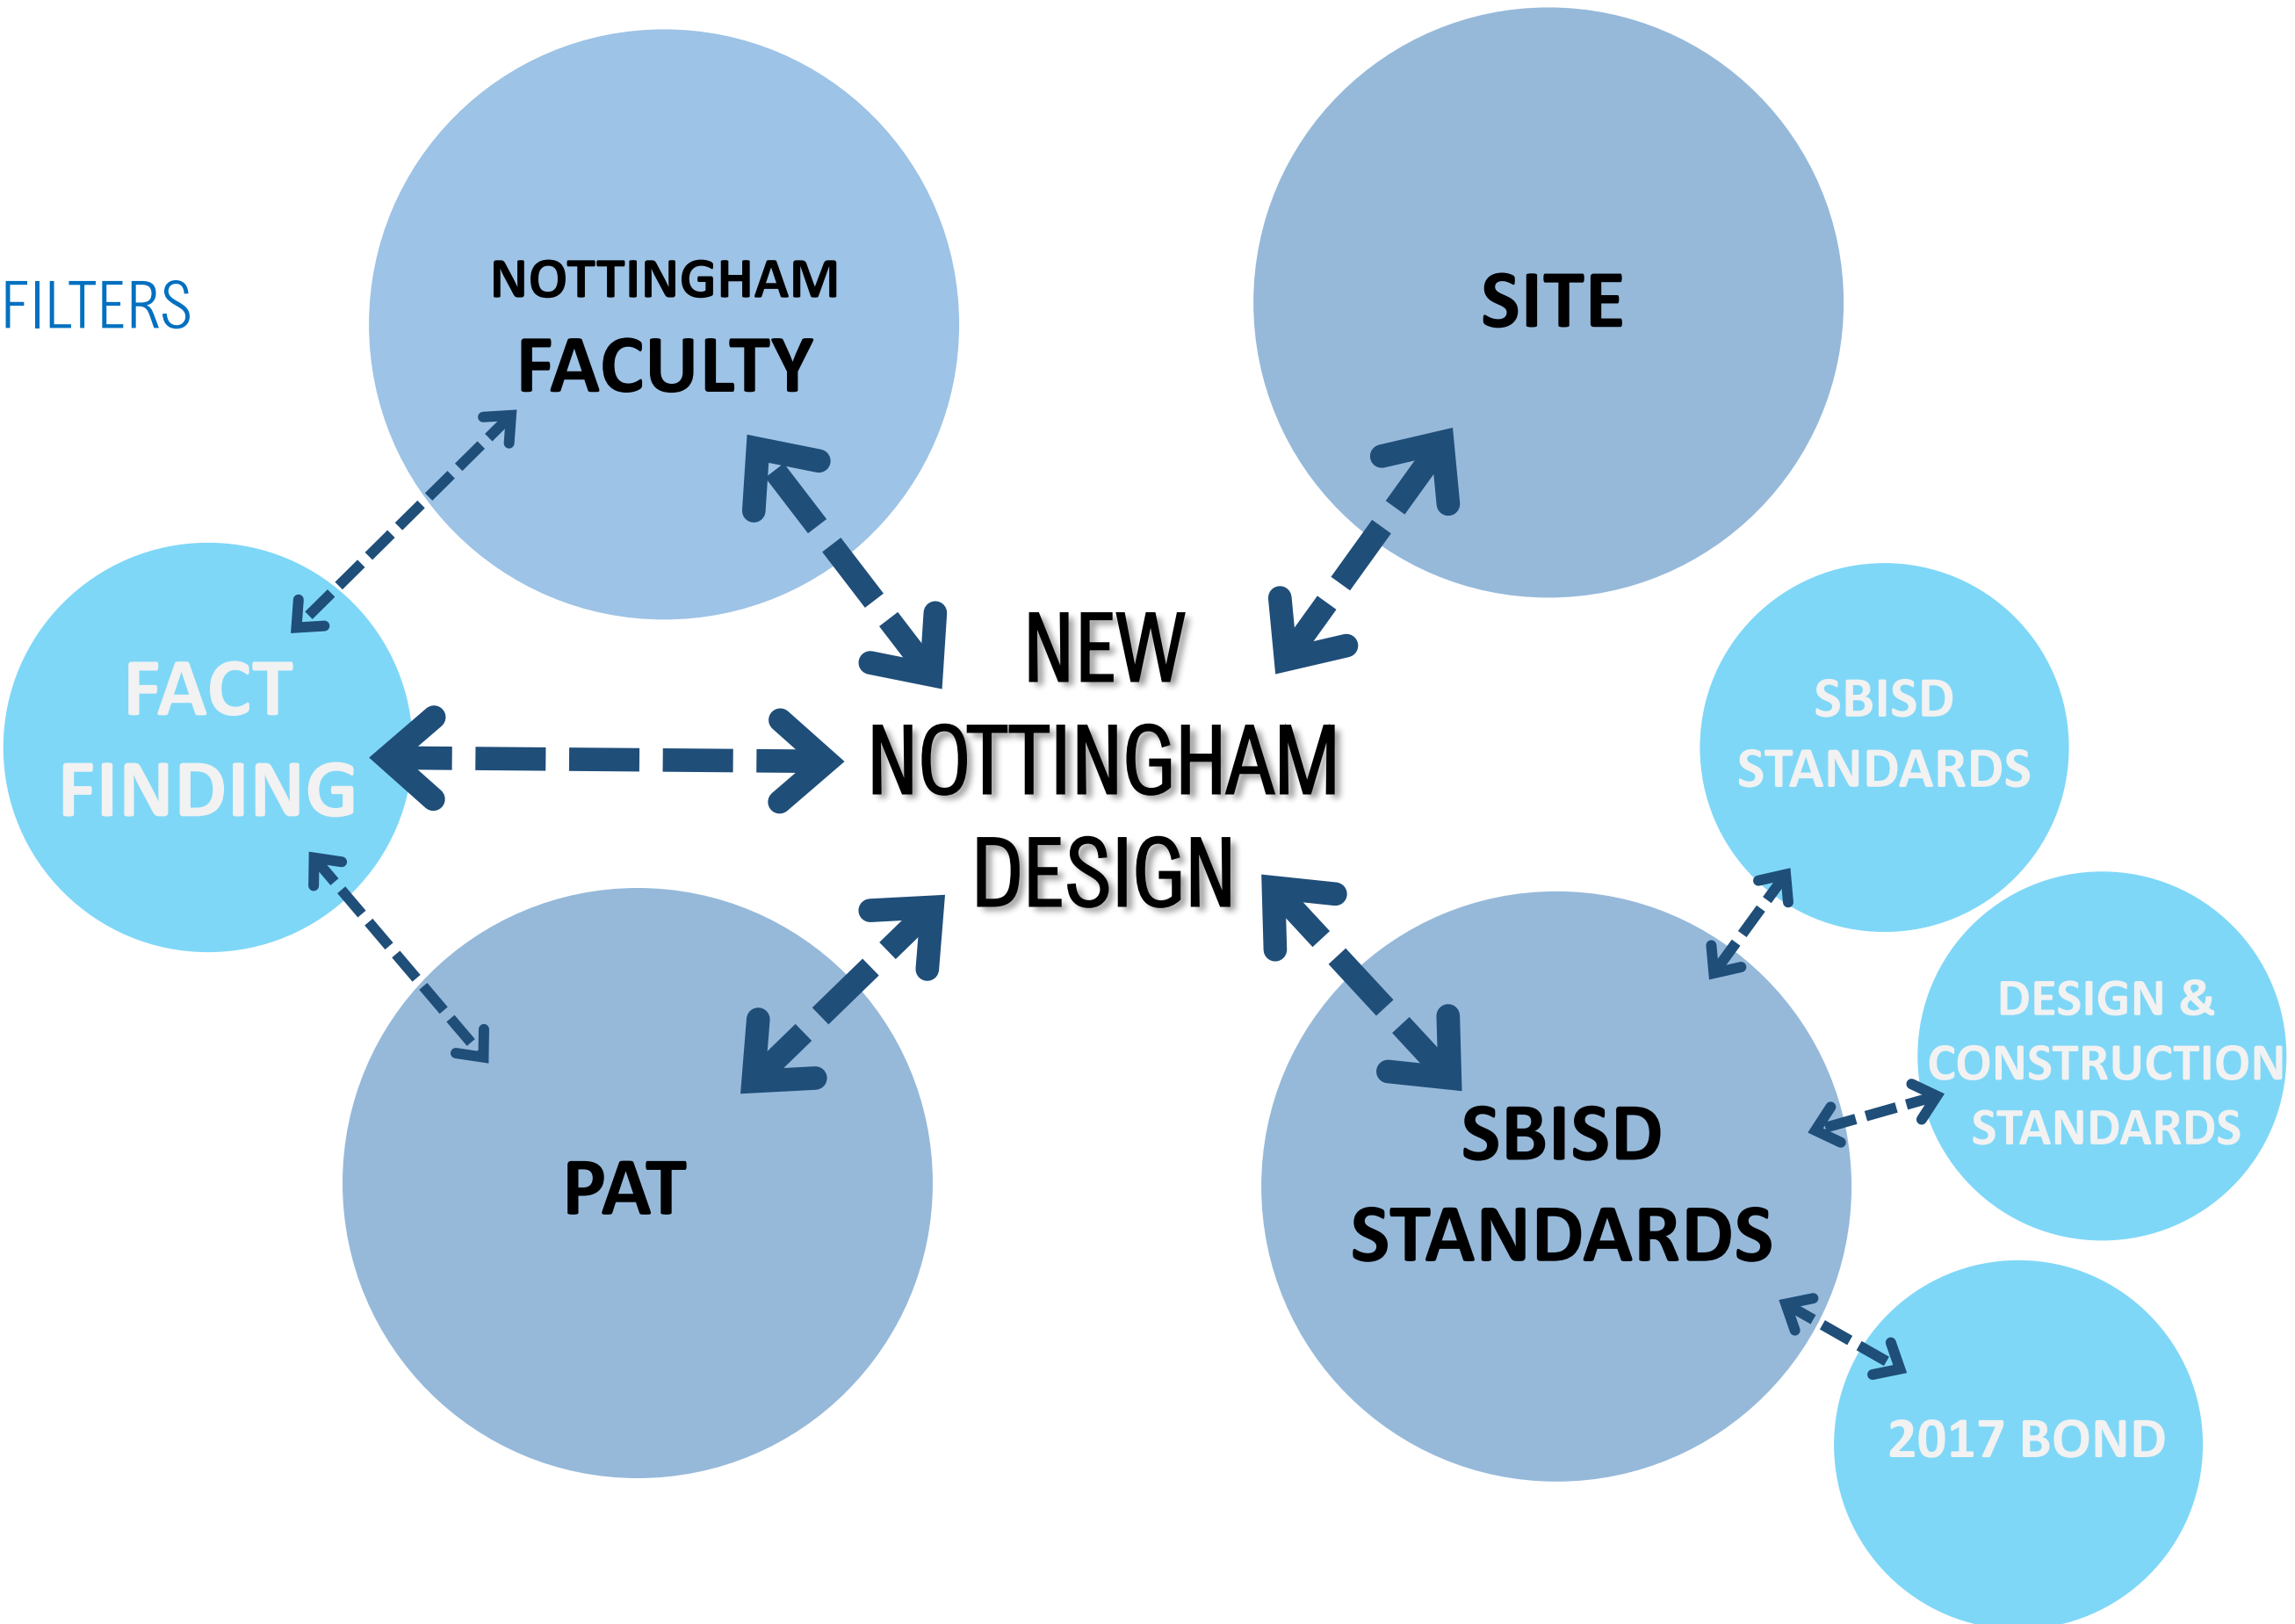 FILTERS
NOTTINGHAM
FACULTY
SITE
FACT
FINDING
NEW
NOTTINGHAM
DESIGN
SBISD
STANDARDS
DESIGN &
CONSTRUCTION
STANDARDS
PAT
SBISD
STANDARDS
2017 BOND